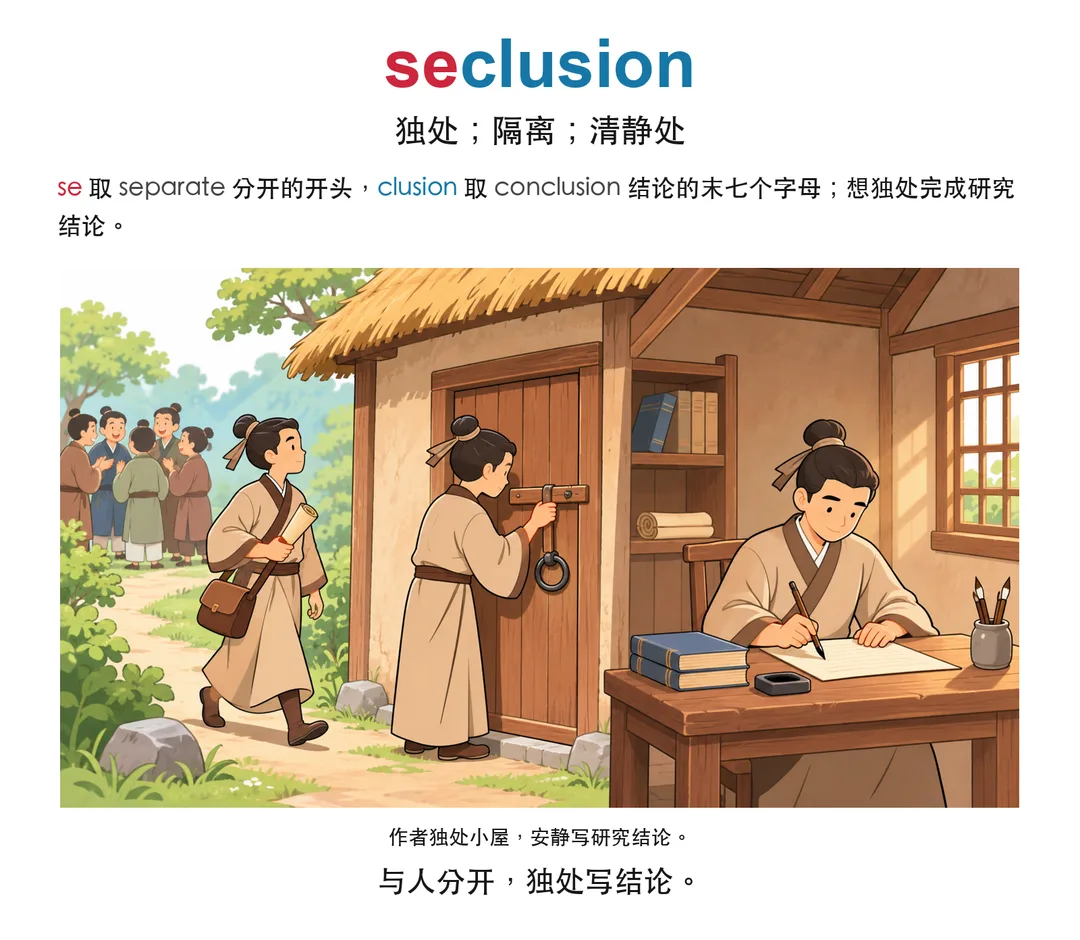 seclusion
独处；隔离；清静处
se 取 separate 分开的开头，clusion 取 conclusion 结论的末七个字母；想独处完成研究
结论。
作者独处小屋，安静写研究结论。
与人分开，独处写结论。